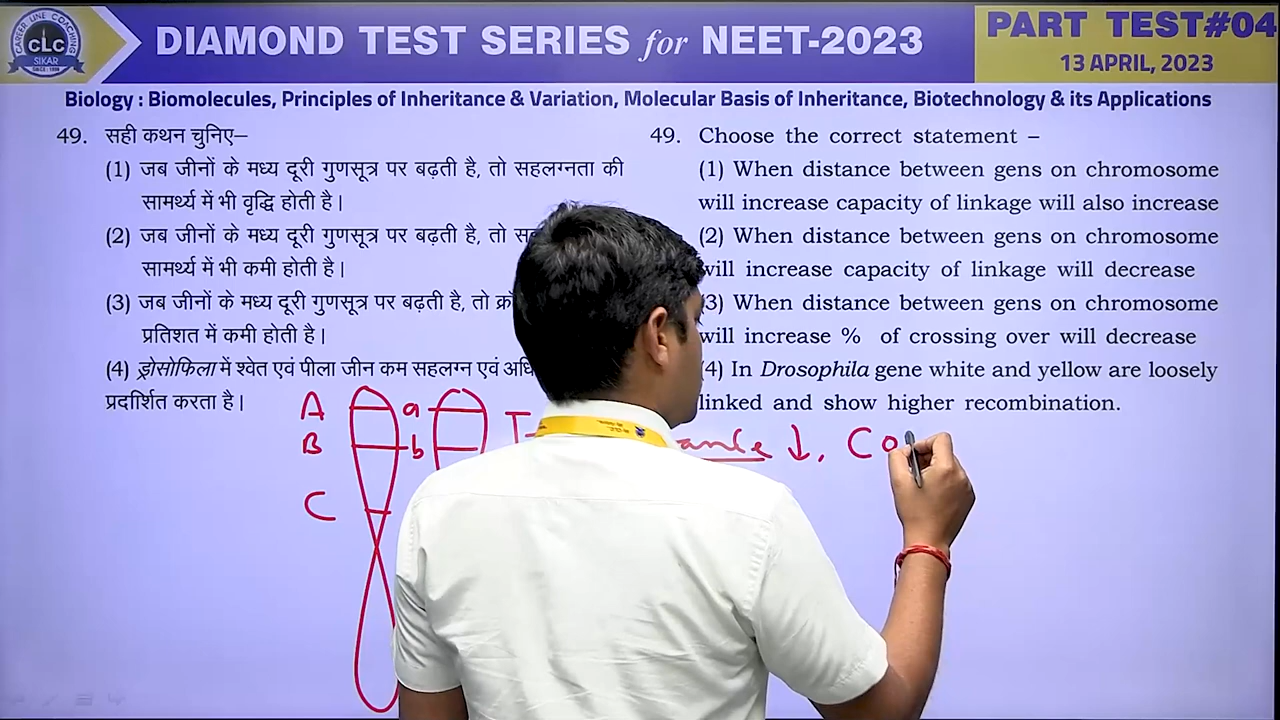 CAREER LINE COACHING
CLC
SIKAR
SINCE : 1996
DIAMOND TEST SERIES for NEET-2023
PART TEST#04
13 APRIL, 2023
Biology : Biomolecules, Principles of Inheritance & Variation, Molecular Basis of Inheritance, Biotechnology & its Applications
49. सही कथन चुनिए–
(1) जब जीनों के मध्य दूरी गुणसूत्र पर बढ़ती है, तो सहलग्नता की
सामर्थ्य में भी वृद्धि होती है।
(2) जब जीनों के मध्य दूरी गुणसूत्र पर बढ़ती है, तो
सामर्थ्य में भी कमी होती है।
(3) जब जीनों के मध्य दूरी गुणसूत्र पर बढ़ती है, तो
प्रतिशत में कमी होती है।
(4) ड्रोसोफिला में श्वेत एवं पीला जीन कम सहलग्न एवं
प्रदार्शित करता है।
49. Choose the correct statement –
(1) When distance between gens on chromosome
will increase capacity of linkage will also increase
(2) When distance between gens on chromosome
will increase capacity of linkage will decrease
(3) When distance between gens on chromosome
will increase % of crossing over will decrease
(4) In Drosophila gene white and yellow are loosely
linked and show higher recombination.
A a
B b
C
↓, Co